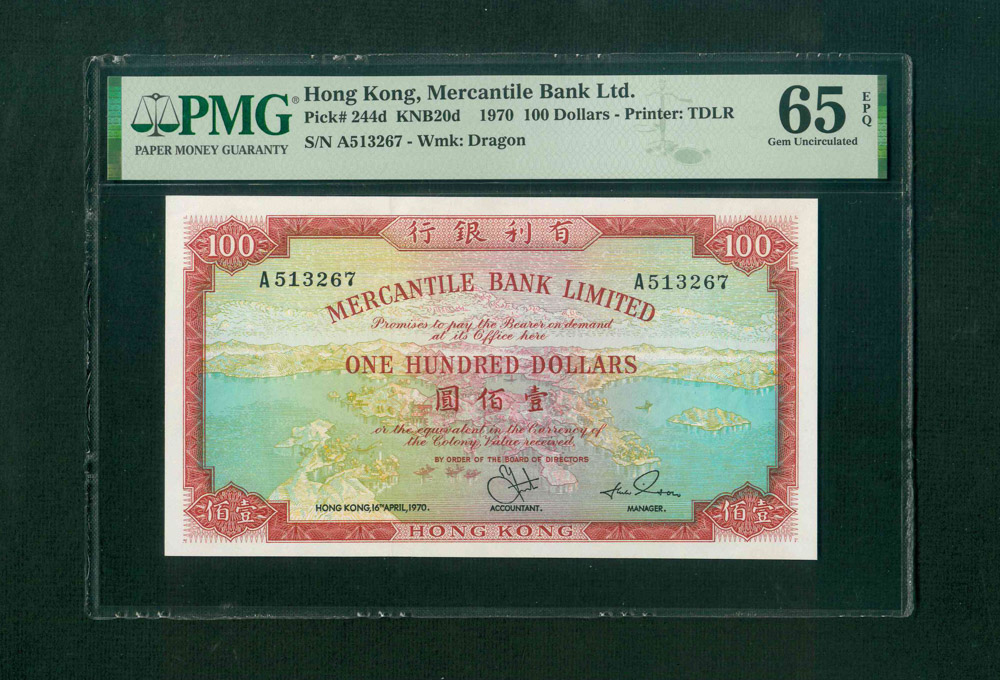 PMG®
PAPER MONEY GUARANTY
Hong Kong, Mercantile Bank Ltd.
Pick# 244d KNB20d 1970 100 Dollars - Printer: TDLR
S/N A513267 - Wmk: Dragon
65 EPQ
Gem Uncirculated
行銀利有
100 100
A513267 A513267
MERCANTILE BANK LIMITED
Promises to pay the Bearer on demand
at its Office here
ONE HUNDRED DOLLARS
圓佰壹
or the equivalent in the Currency of
the Colony, Value received.
BY ORDER OF THE BOARD OF DIRECTORS
HONG KONG, 16TH APRIL, 1970. ACCOUNTANT. MANAGER.
佰壹 佰壹
HONG KONG